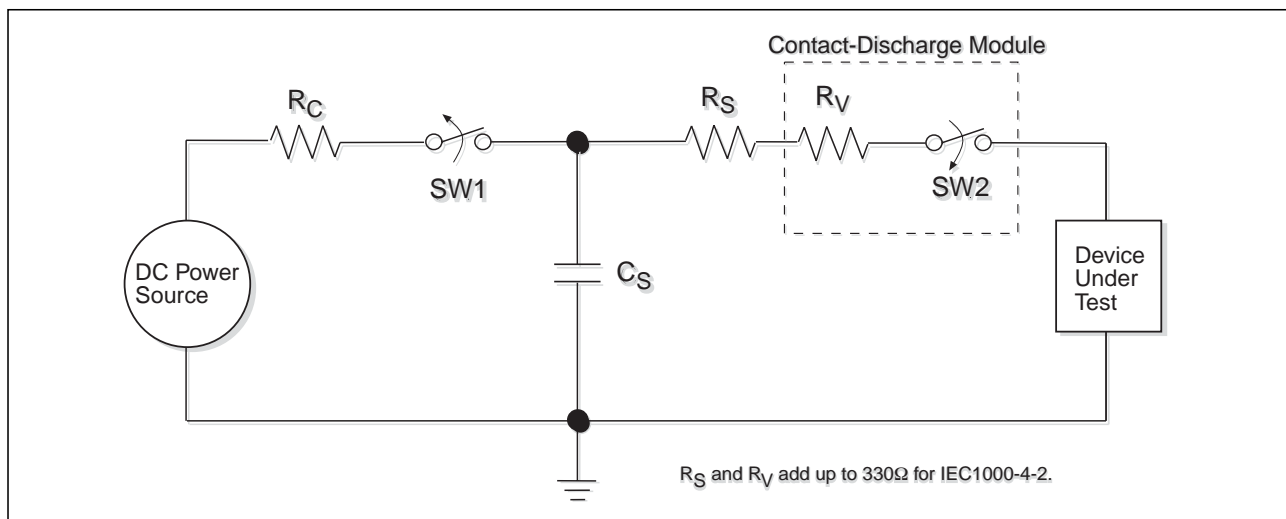 Contact-Discharge Module
RC
RS
RV
SW1
SW2
DC Power
Source
CS
Device
Under
Test
RS and RV add up to 330Ω for IEC1000-4-2.